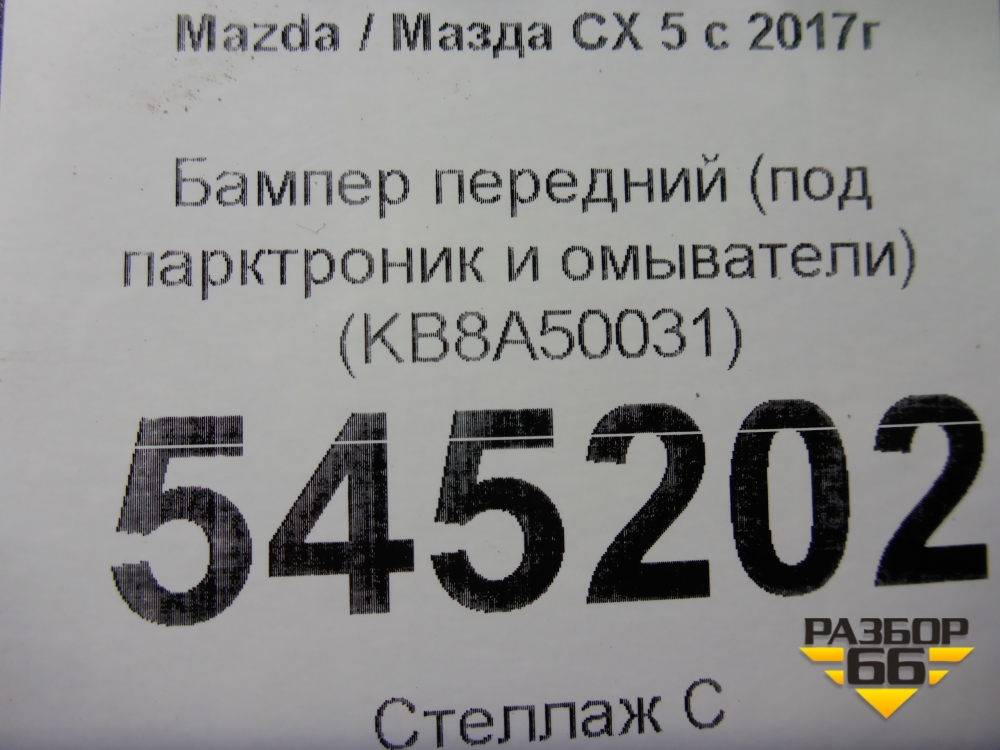 Mazda / Мазда CX 5 с 2017г
Бампер передний (под
парктроник и омыватели)
(KB8A50031)
545202
РАЗБОР
66
Стеллаж С